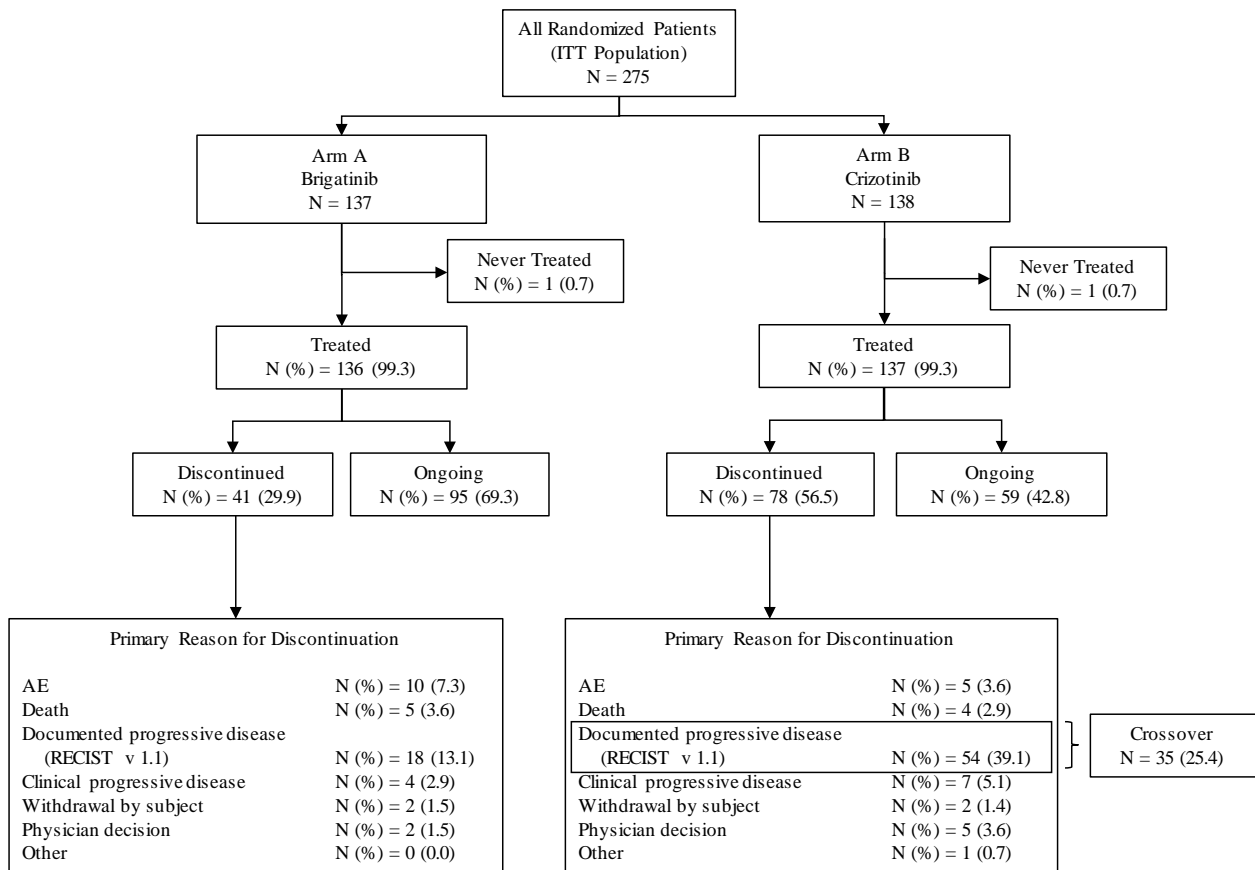 All Randomized Patients
(ITT Population)
N = 275
Arm A
Brigatinib
N = 137
Arm B
Crizotinib
N = 138
Never Treated
N (%) = 1 (0.7)
Never Treated
N (%) = 1 (0.7)
Treated
N (%) = 136 (99.3)
Treated
N (%) = 137 (99.3)
Discontinued
N (%) = 41 (29.9)
Ongoing
N (%) = 95 (69.3)
Discontinued
N (%) = 78 (56.5)
Ongoing
N (%) = 59 (42.8)
Primary Reason for Discontinuation
AE N (%) = 10 (7.3)
Death N (%) = 5 (3.6)
Documented progressive disease
(RECIST v 1.1) N (%) = 18 (13.1)
Clinical progressive disease N (%) = 4 (2.9)
Withdrawal by subject N (%) = 2 (1.5)
Physician decision N (%) = 2 (1.5)
Other N (%) = 0 (0.0)
Primary Reason for Discontinuation
AE N (%) = 5 (3.6)
Death N (%) = 4 (2.9)
Documented progressive disease
(RECIST v 1.1) N (%) = 54 (39.1)
Clinical progressive disease N (%) = 7 (5.1)
Withdrawal by subject N (%) = 2 (1.4)
Physician decision N (%) = 5 (3.6)
Other N (%) = 1 (0.7)
Crossover
N = 35 (25.4)